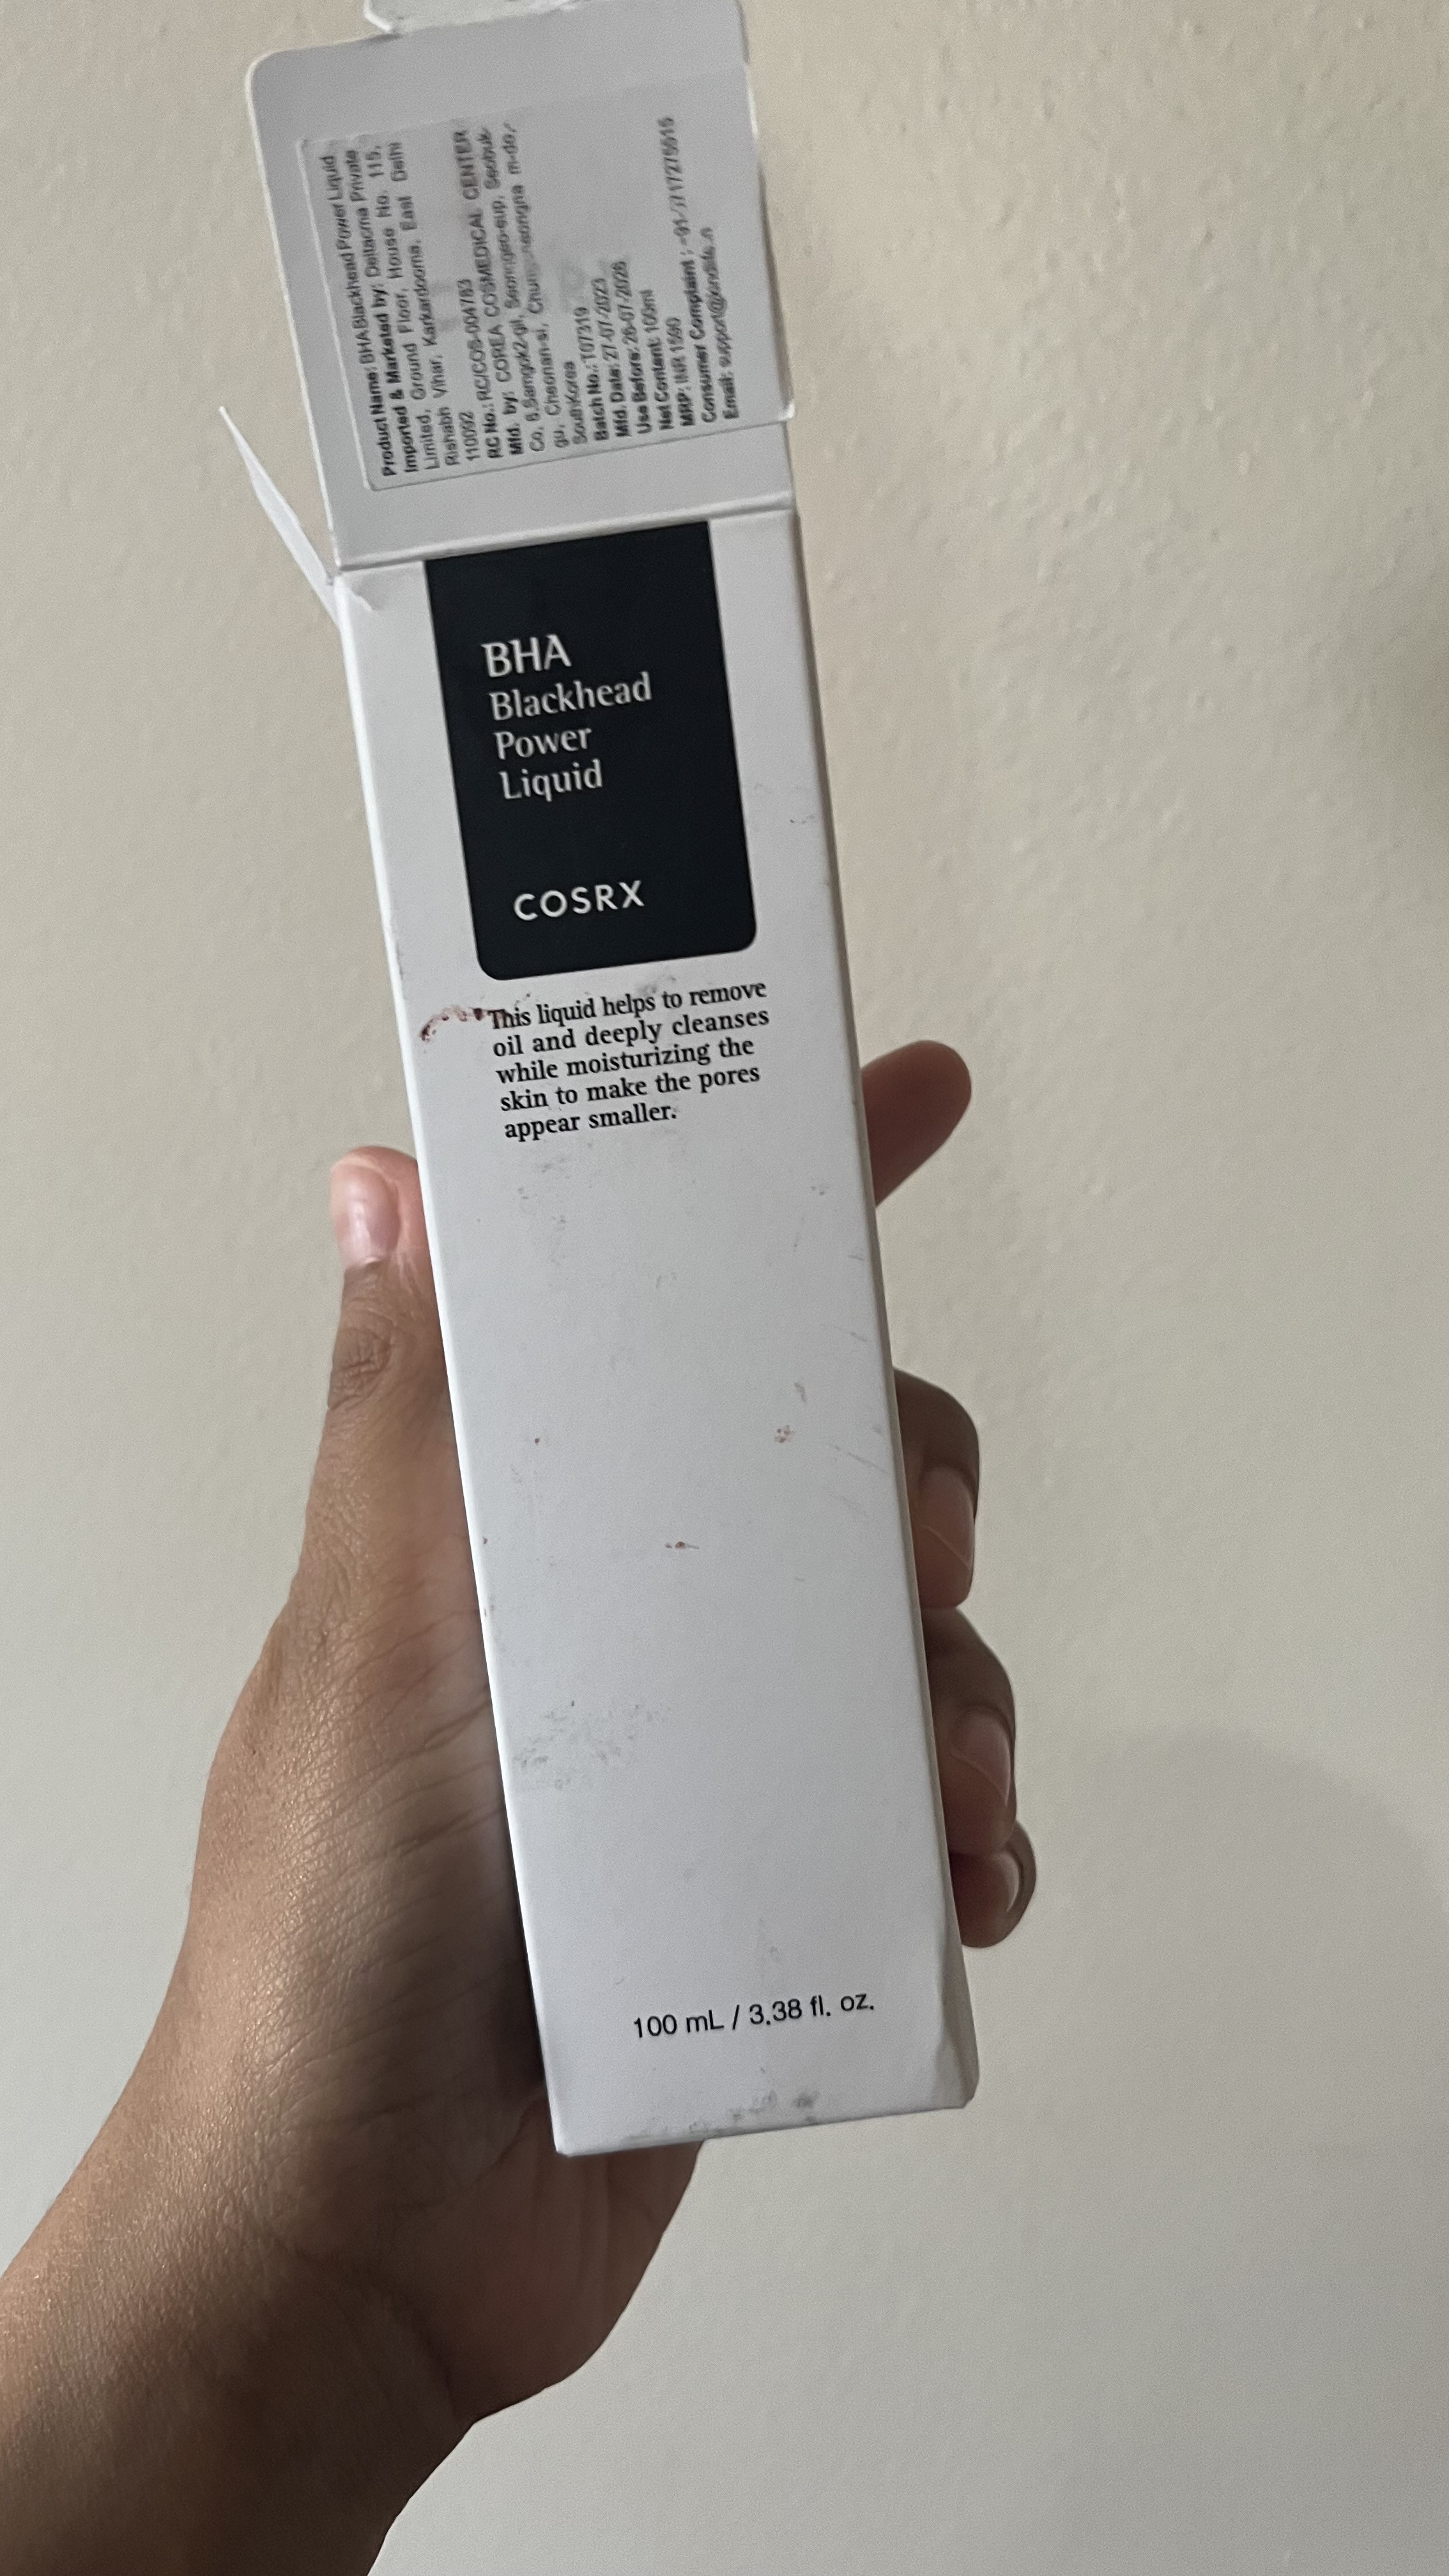 Product Name: BHA Blackhead Power Liquid
Imported & Marketed by: Deltacma Private
Limited, Ground Floor, House No. 115,
Rishabh Vihar, Karkardooma, East Delhi
110092
RC No.: RC/COS-004783
Mfd. by: COREA COSMEDICAL CENTER
Co, 6,Samgok2-gil, Seonggeo-eup, Seobuk-
gu, Cheonan-si,
SouthKorea
Batch No.: T07319
Mfd. Date: 27-07-2023
Use Before: 26-07-2026
Net Content: 100ml
MRP: INR 1590
Consumer Complaint :
Email:
BHA
Blackhead
Power
Liquid
COSRX
This liquid helps to remove
oil and deeply cleanses
while moisturizing the
skin to make the pores
appear smaller.
100 mL / 3.38 fl. oz.